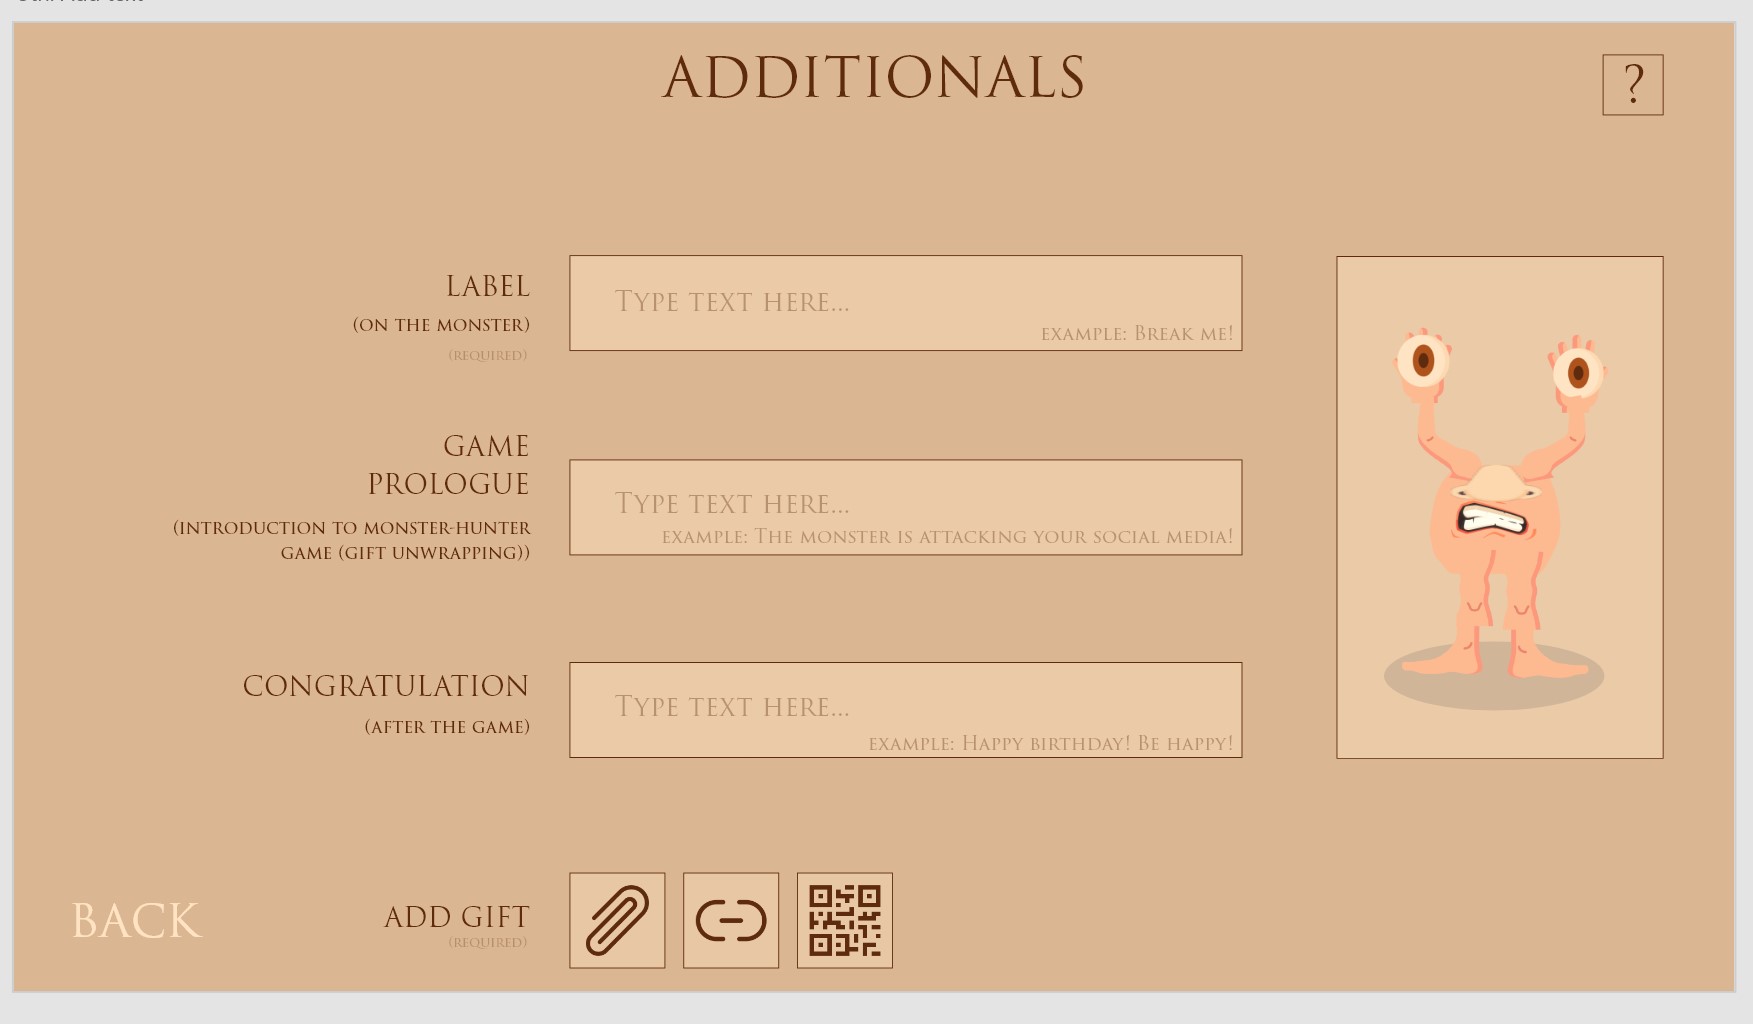 ADDITIONALS
?
LABEL
(ON THE MONSTER)
(REQUIRED)
TYPE TEXT HERE...
EXAMPLE: BREAK ME!
GAME
PROLOGUE
(INTRODUCTION TO MONSTER-HUNTER
GAME (GIFT UNWRAPPING))
TYPE TEXT HERE...
EXAMPLE: THE MONSTER IS ATTACKING YOUR SOCIAL MEDIA!
CONGRATULATION
(AFTER THE GAME)
TYPE TEXT HERE...
EXAMPLE: HAPPY BIRTHDAY! BE HAPPY!
BACK
ADD GIFT
(REQUIRED)